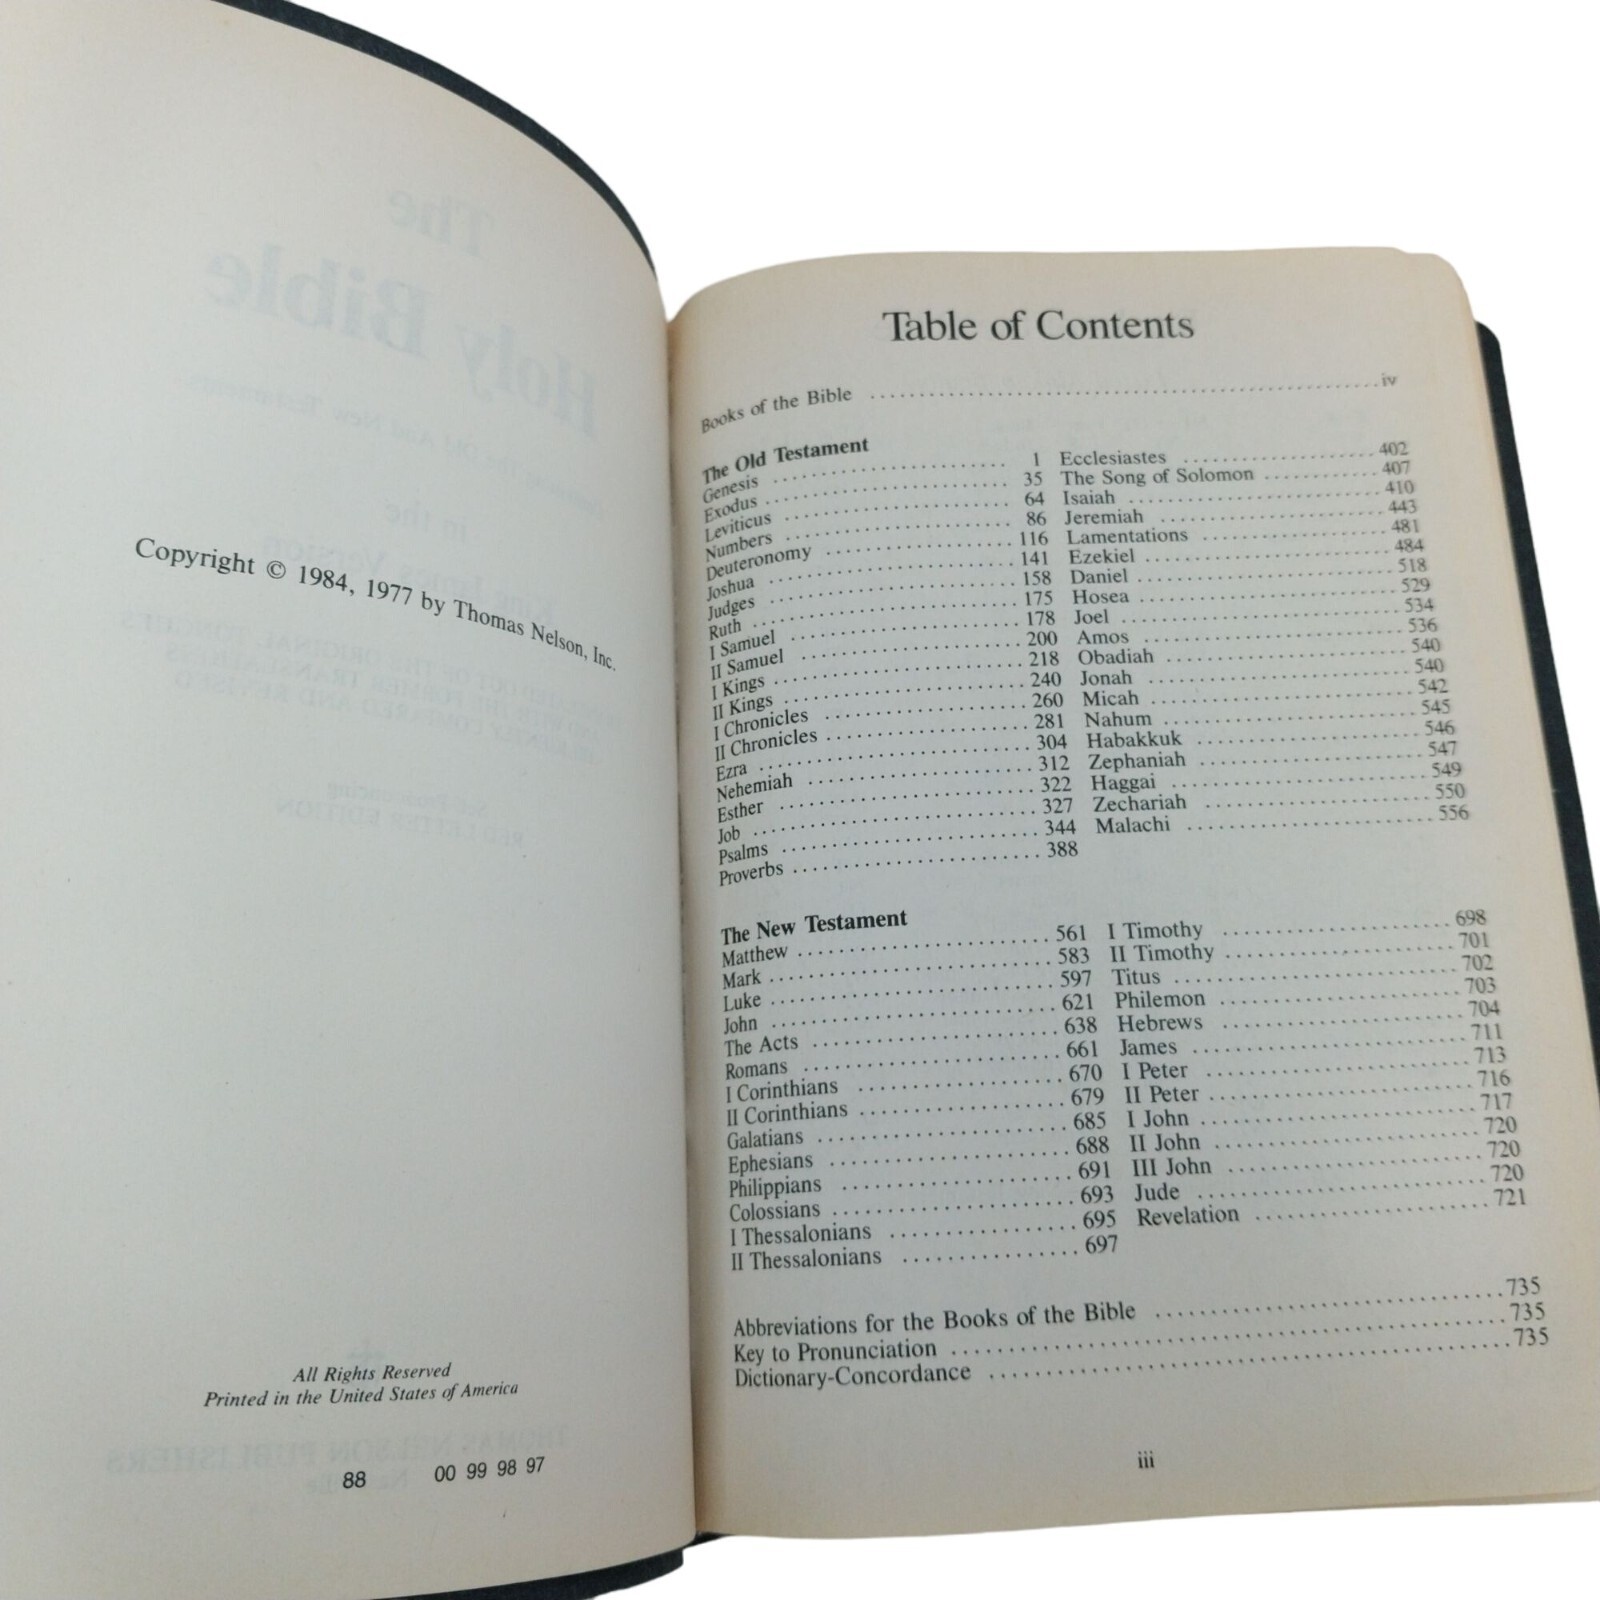 Copyright © 1984, 1977 by Thomas Nelson, Inc.
All Rights Reserved
Printed in the United States of America
88 00 99 98 97
Table of Contents
Books of the Bible iv
The Old Testament
Genesis 1
Exodus 35
Leviticus 64
Numbers 86
Deuteronomy 116
Joshua 141
Judges 158
Ruth 175
I Samuel 178
II Samuel 200
I Kings 218
II Kings 240
I Chronicles 260
II Chronicles 281
Ezra 304
Nehemiah 312
Esther 322
Job 327
Psalms 344
Proverbs 388
Ecclesiastes 402
The Song of Solomon 407
Isaiah 410
Jeremiah 443
Lamentations 481
Ezekiel 484
Daniel 518
Hosea 529
Joel 534
Amos 536
Obadiah 540
Jonah 540
Micah 542
Nahum 545
Habakkuk 546
Zephaniah 547
Haggai 549
Zechariah 550
Malachi 556
The New Testament
Matthew 561
Mark 583
Luke 597
John 621
The Acts 638
Romans 661
I Corinthians 670
II Corinthians 679
Galatians 685
Ephesians 688
Philippians 691
Colossians 693
I Thessalonians 695
II Thessalonians 697
I Timothy 698
II Timothy 701
Titus 702
Philemon 703
Hebrews 704
James 711
I Peter 713
II Peter 716
I John 717
II John 720
III John 720
Jude 720
Revelation 721
Abbreviations for the Books of the Bible 735
Key to Pronunciation 735
Dictionary-Concordance 735
iii